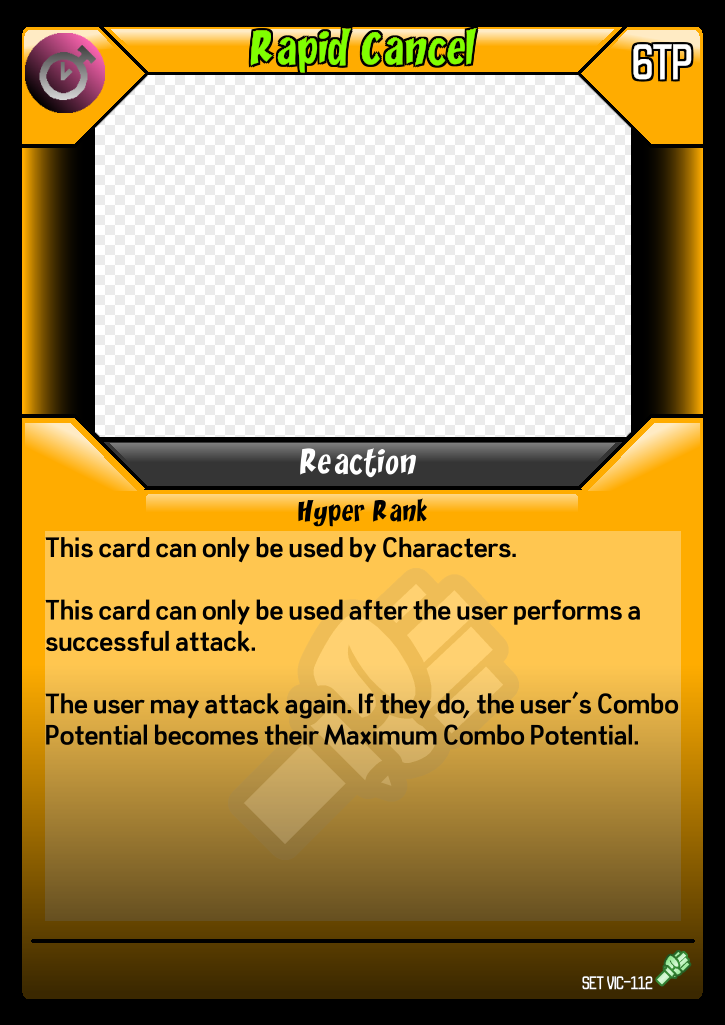 Rapid Cancel
6TP
Reaction
Hyper Rank
This card can only be used by Characters.
This card can only be used after the user performs a
successful attack.
The user may attack again. If they do, the user's Combo
Potential becomes their Maximum Combo Potential.
SET VIC-112